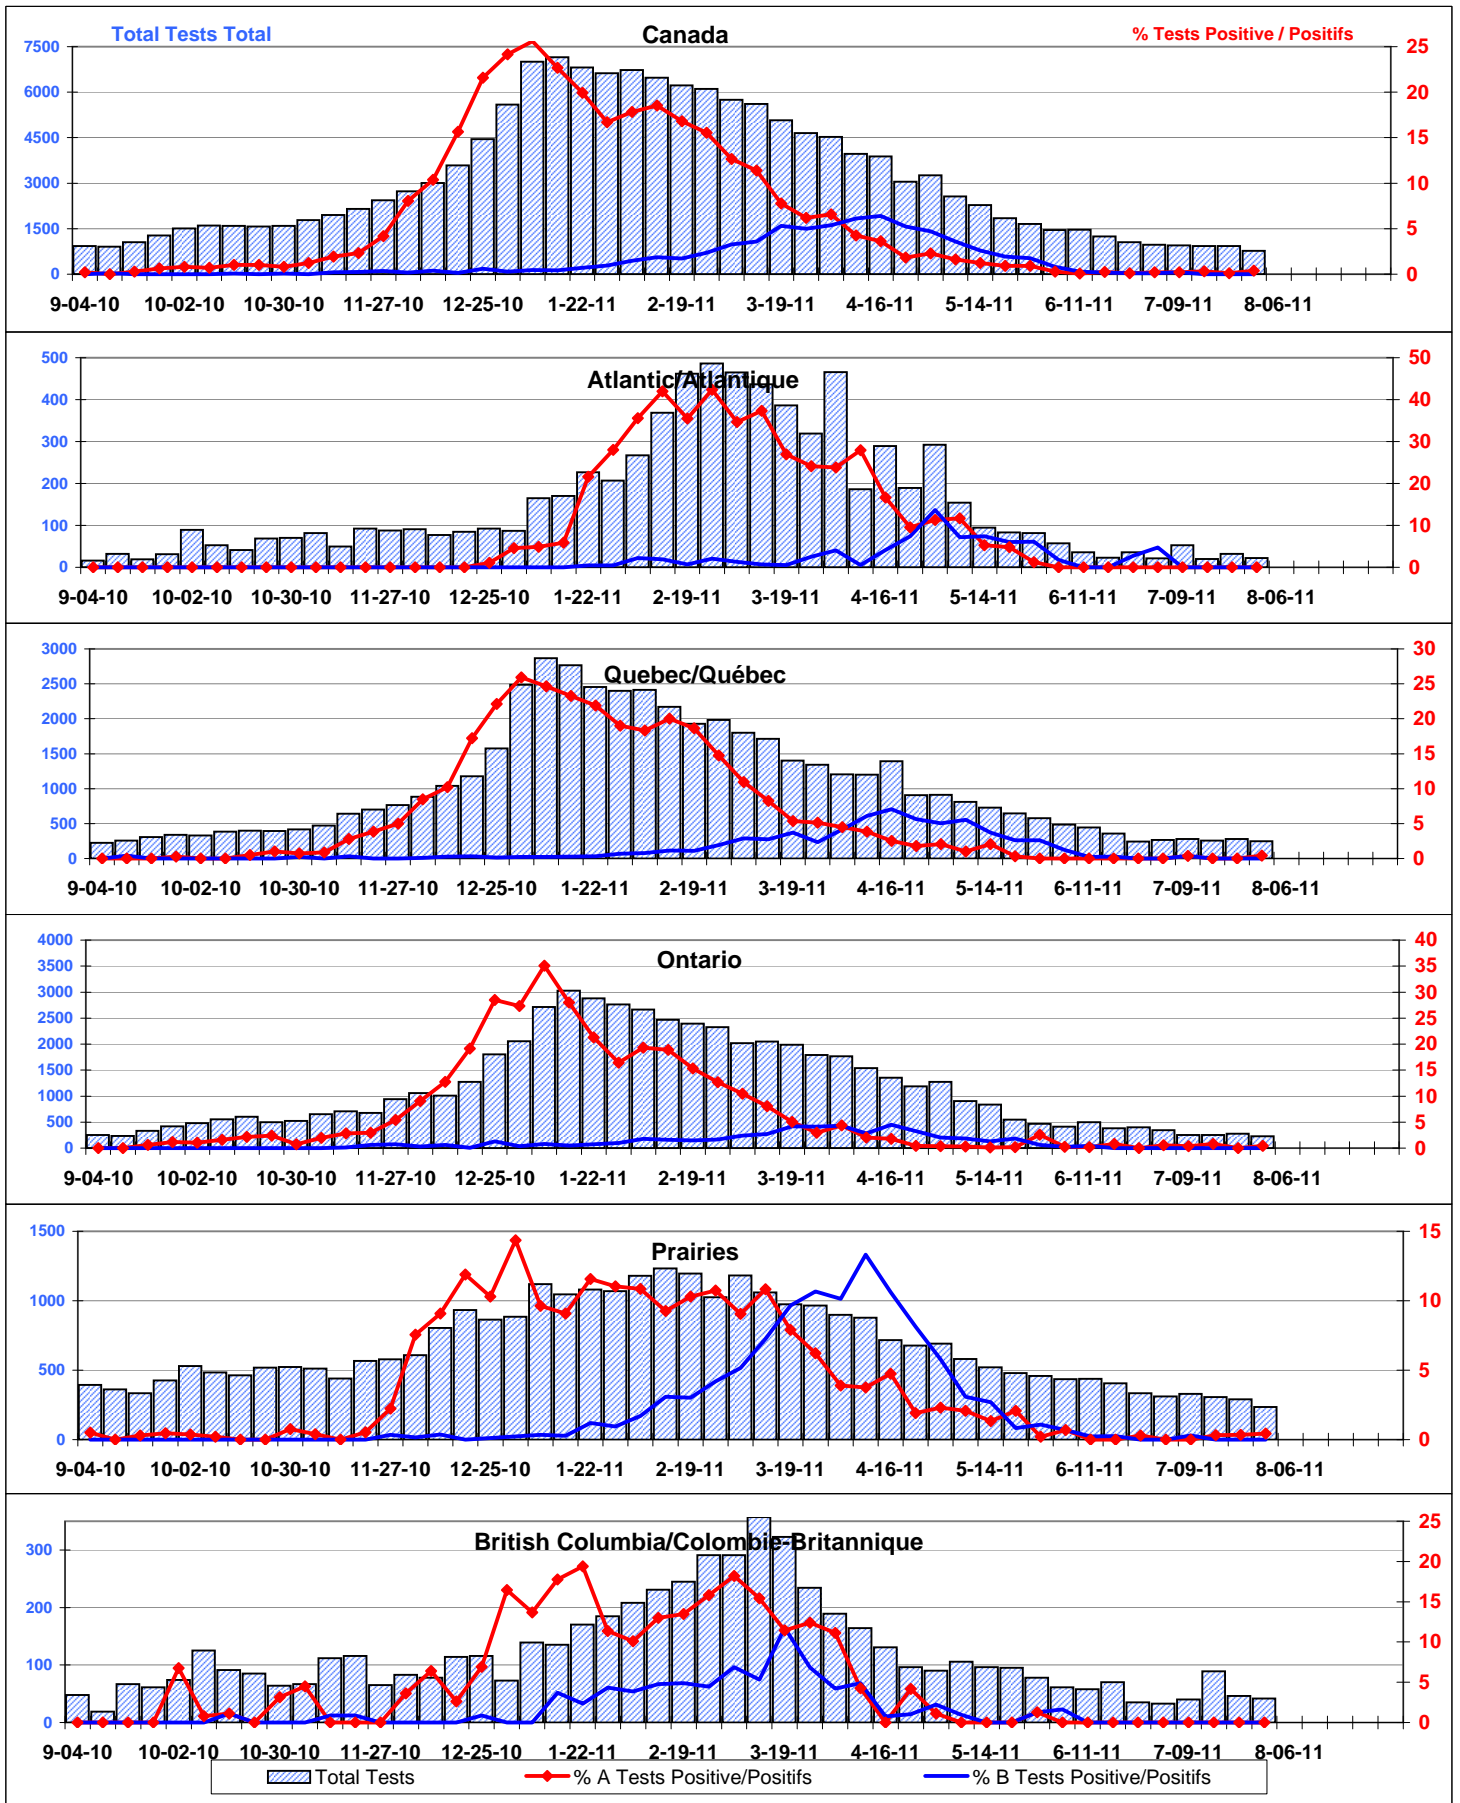 Total Tests Total Canada % Tests Positive / Positifs
7500 25
6000 20
4500 15
3000 10
1500 5
0 0
9-04-10 10-02-10 10-30-10 11-27-10 12-25-10 1-22-11 2-19-11 3-19-11 4-16-11 5-14-11 6-11-11 7-09-11 8-06-11
Atlantic/Atlantique
500 50
400 40
300 30
200 20
100 10
0 0
9-04-10 10-02-10 10-30-10 11-27-10 12-25-10 1-22-11 2-19-11 3-19-11 4-16-11 5-14-11 6-11-11 7-09-11 8-06-11
Quebec/Québec
3000 30
2500 25
2000 20
1500 15
1000 10
500 5
0 0
9-04-10 10-02-10 10-30-10 11-27-10 12-25-10 1-22-11 2-19-11 3-19-11 4-16-11 5-14-11 6-11-11 7-09-11 8-06-11
Ontario
4000 40
3500 35
3000 30
2500 25
2000 20
1500 15
1000 10
500 5
0 0
9-04-10 10-02-10 10-30-10 11-27-10 12-25-10 1-22-11 2-19-11 3-19-11 4-16-11 5-14-11 6-11-11 7-09-11 8-06-11
Prairies
1500 15
1000 10
500 5
0 0
9-04-10 10-02-10 10-30-10 11-27-10 12-25-10 1-22-11 2-19-11 3-19-11 4-16-11 5-14-11 6-11-11 7-09-11 8-06-11
British Columbia/Colombie-Britannique
25
300 20
200 15
10
100 5
0 0
9-04-10 10-02-10 10-30-10 11-27-10 12-25-10 1-22-11 2-19-11 3-19-11 4-16-11 5-14-11 6-11-11 7-09-11 8-06-11
Total Tests % A Tests Positive/Positifs % B Tests Positive/Positifs